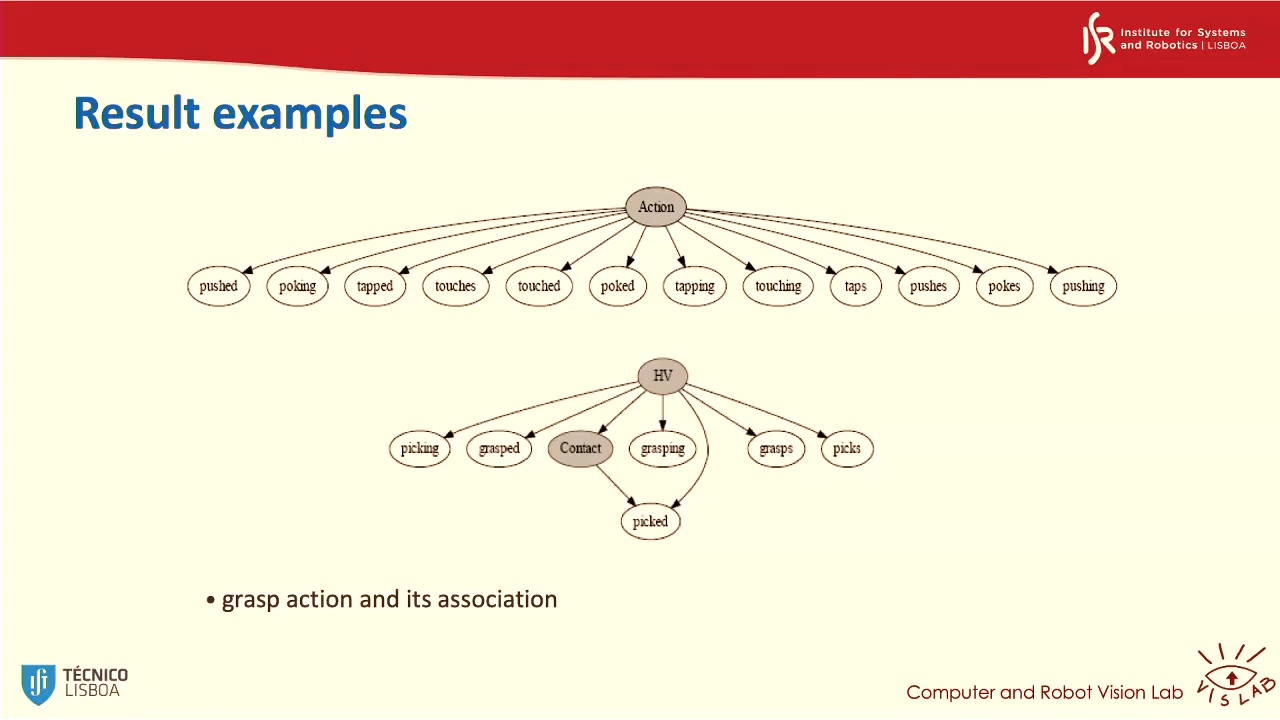 Institute for Systems
and Robotics | LISBOA
Result examples
Action
pushed poking tapped touches touched poked tapping touching taps pushes pokes pushing
HV
picking grasped Contact grasping grasps picks
picked
• grasp action and its association
TÉCNICO
LISBOA
Computer and Robot Vision Lab
VISLAB